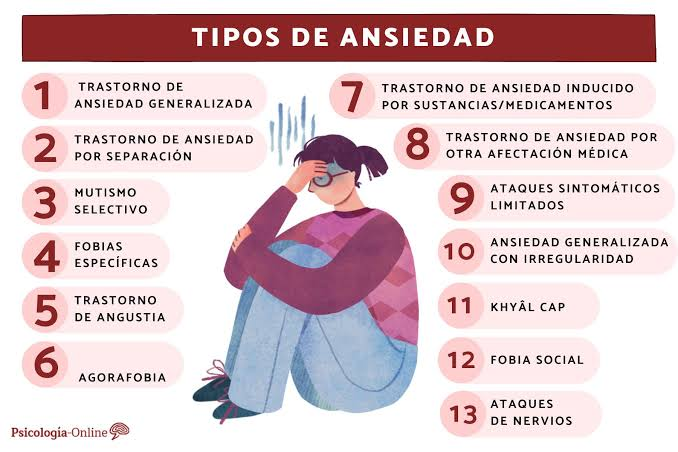 TIPOS DE ANSIEDAD
1
TRASTORNO DE
ANSIEDAD GENERALIZADA
2
TRASTORNO DE ANSIEDAD
POR SEPARACIÓN
3
MUTISMO
SELECTIVO
4
FOBIAS
ESPECÍFICAS
5
TRASTORNO
DE ANGUSTIA
6
AGORAFOBIA
7
TRASTORNO DE ANSIEDAD INDUCIDO
POR SUSTANCIAS/MEDICAMENTOS
8
TRASTORNO DE ANSIEDAD POR
OTRA AFECTACIÓN MÉDICA
9
ATAQUES SINTOMÁTICOS
LIMITADOS
10
ANSIEDAD GENERALIZADA
CON IRREGULARIDAD
11
KHYÂL CAP
12
FOBIA SOCIAL
13
ATAQUES
DE NERVIOS
Psicología-Online